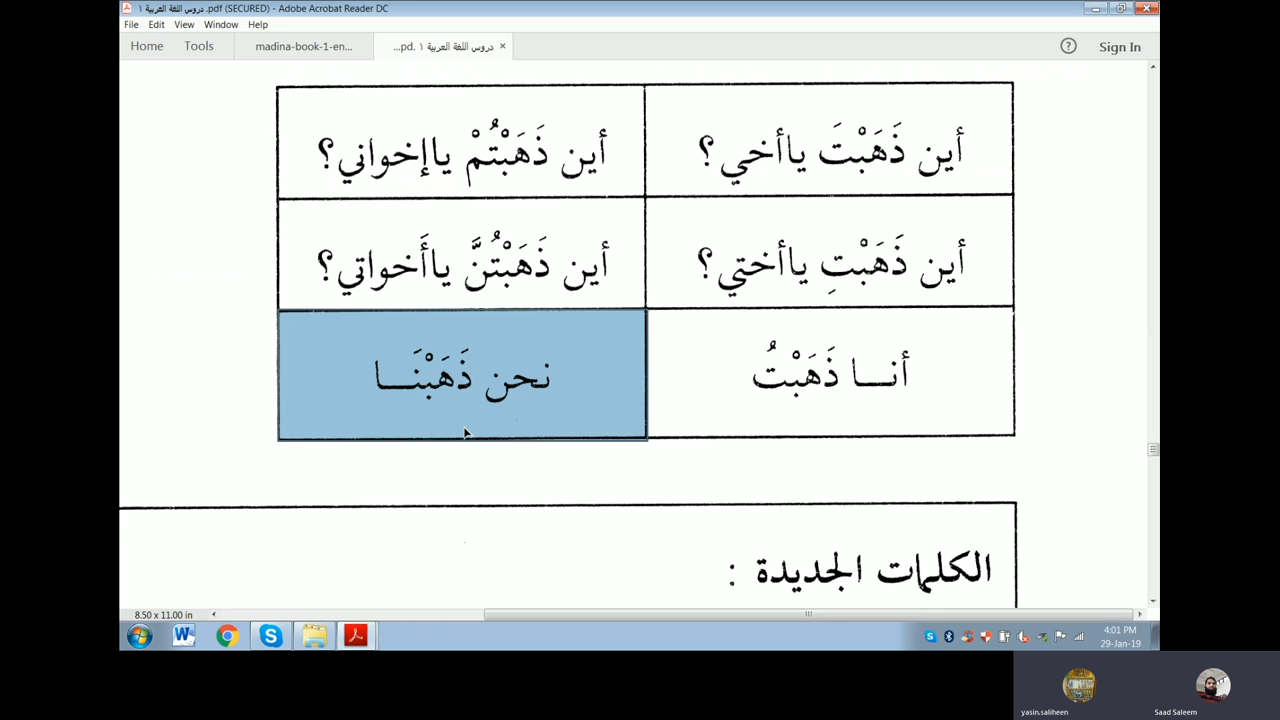 دروس اللغة العربية ١ .pdf (SECURED) - Adobe Acrobat Reader DC
File Edit View Window Help
Home Tools madina-book-1-en... دروس اللغة العربية ١ .pd... × ? Sign In
أين ذَهَبْتَ ياأخي؟ أين ذَهَبْتُمْ ياإخواني؟
أين ذَهَبْتِ ياأختي؟ أين ذَهَبْتُنَّ ياأَخواتي؟
أنــا ذَهَبْتُ نحن ذَهَبْنَــا
الكلمات الجديدة :
8.50 x 11.00 in
4:01 PM
29-Jan-19
yasin.saliheen Saad Saleem